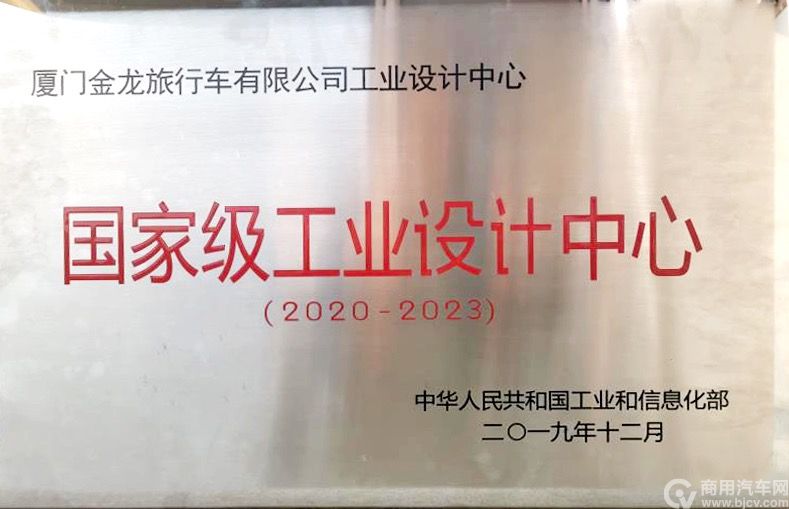 厦门金龙旅行车有限公司工业设计中心
国家级工业设计中心
(2020-2023)
中华人民共和国工业和信息化部
二〇一九年十二月
商用汽车网
www.bjcv.com